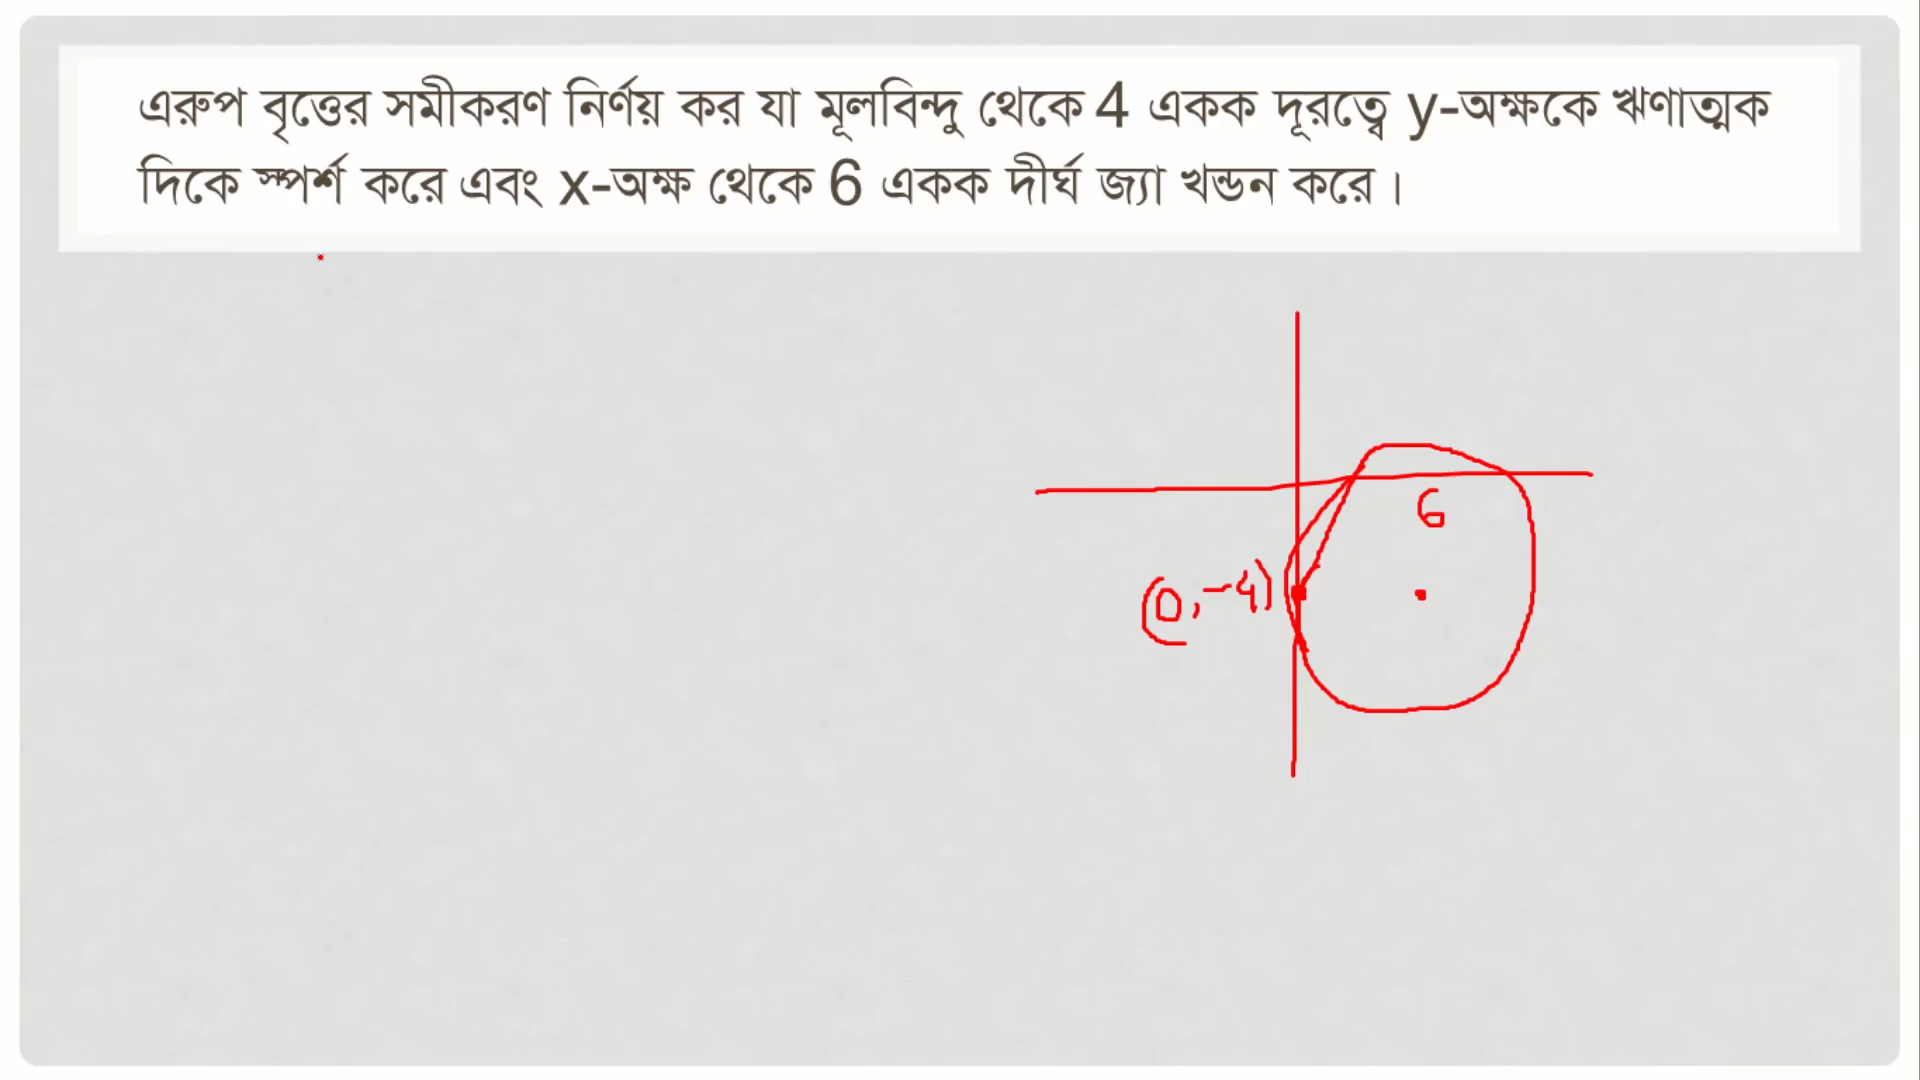 এরুপ বৃত্তের সমীকরণ নির্ণয় কর যা মূলবিন্দু থেকে 4 একক দূরত্বে y-অক্ষকে ঋণাত্মক
দিকে স্পর্শ করে এবং x-অক্ষ থেকে 6 একক দীর্ঘ জ্যা খন্ডন করে।
6
(0,-4)